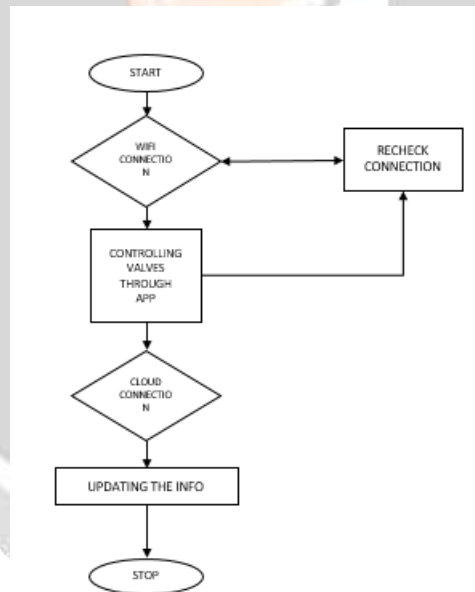 START
WIFI
CONNECTIO
N
RECHECK
CONNECTION
CONTROLLING
VALVES
THROUGH
APP
CLOUD
CONNECTIO
N
UPDATING THE INFO
STOP